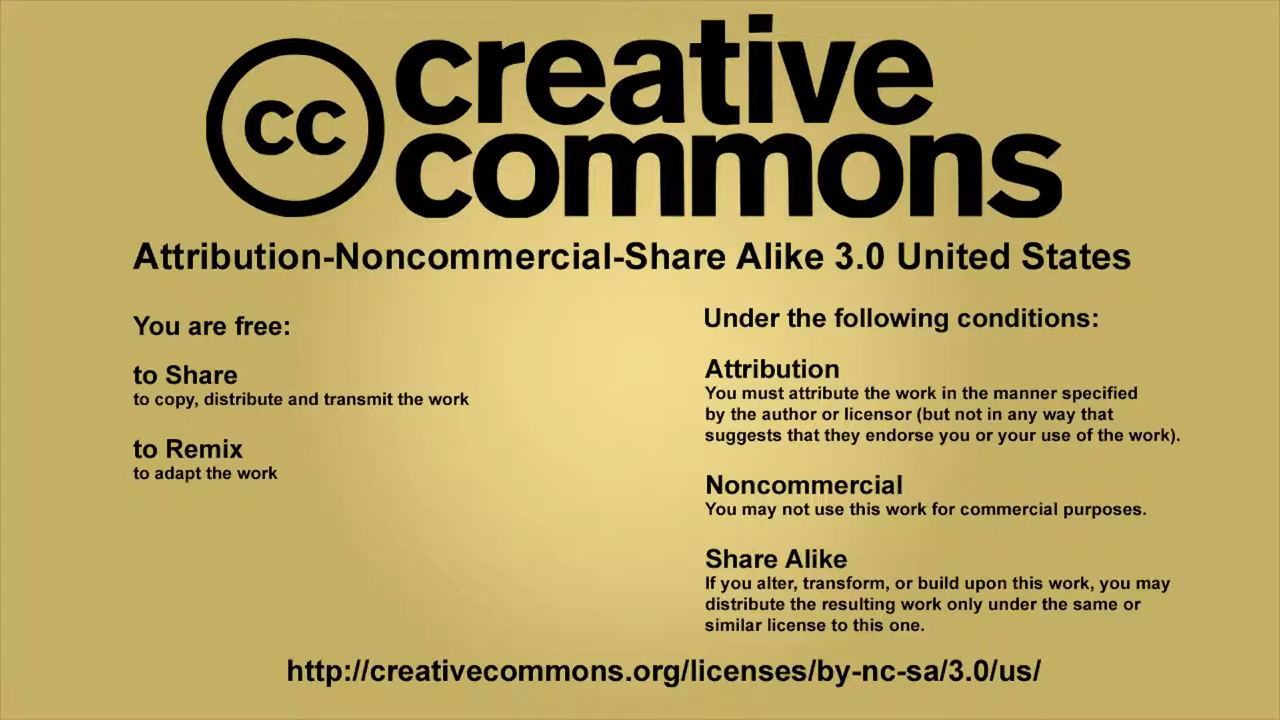 cc creative
commons
Attribution-Noncommercial-Share Alike 3.0 United States
You are free:
to Share
to copy, distribute and transmit the work
to Remix
to adapt the work
Under the following conditions:
Attribution
You must attribute the work in the manner specified
by the author or licensor (but not in any way that
suggests that they endorse you or your use of the work).
Noncommercial
You may not use this work for commercial purposes.
Share Alike
If you alter, transform, or build upon this work, you may
distribute the resulting work only under the same or
similar license to this one.
http://creativecommons.org/licenses/by-nc-sa/3.0/us/